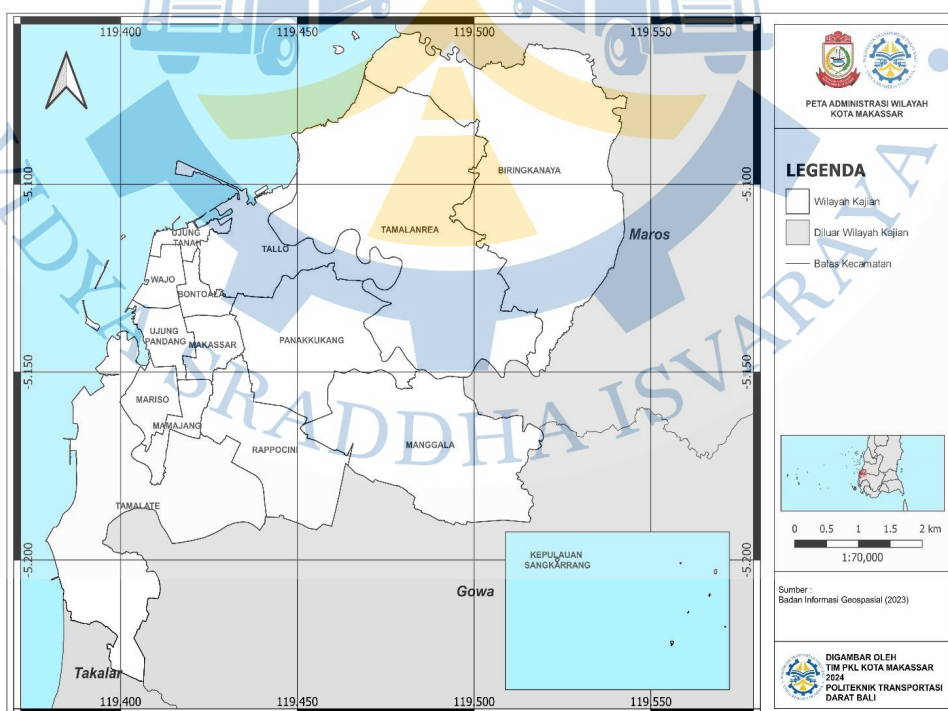 119.400 119.450 119.500 119.550
-5.100
-5.150
-5.200
BIRINGKANAYA
TAMALANREA
Maros
UJUNG
TANAH
TALLO
WAJO
BONTOALA
UJUNG
PANDANG
MAKASSAR
PANAKKUKANG
MARISO
MAMAJANG
RAPPOCINI
MANGGALA
TAMALATE
KEPULAUAN
SANGKARRANG
Gowa
Takalar
-5.100
-5.150
-5.200
119.400 119.450 119.500 119.550
WIDYA SRADDHA ISVARAYA
PETA ADMINISTRASI WILAYAH
KOTA MAKASSAR
LEGENDA
Wilayah Kajian
Diluar Wilayah Kajian
Batas Kecamatan
0 0.5 1 1.5 2 km
1:70,000
Sumber :
Badan Informasi Geospasial (2023)
DIGAMBAR OLEH
TIM PKL KOTA MAKASSAR
2024
POLITEKNIK TRANSPORTASI
DARAT BALI